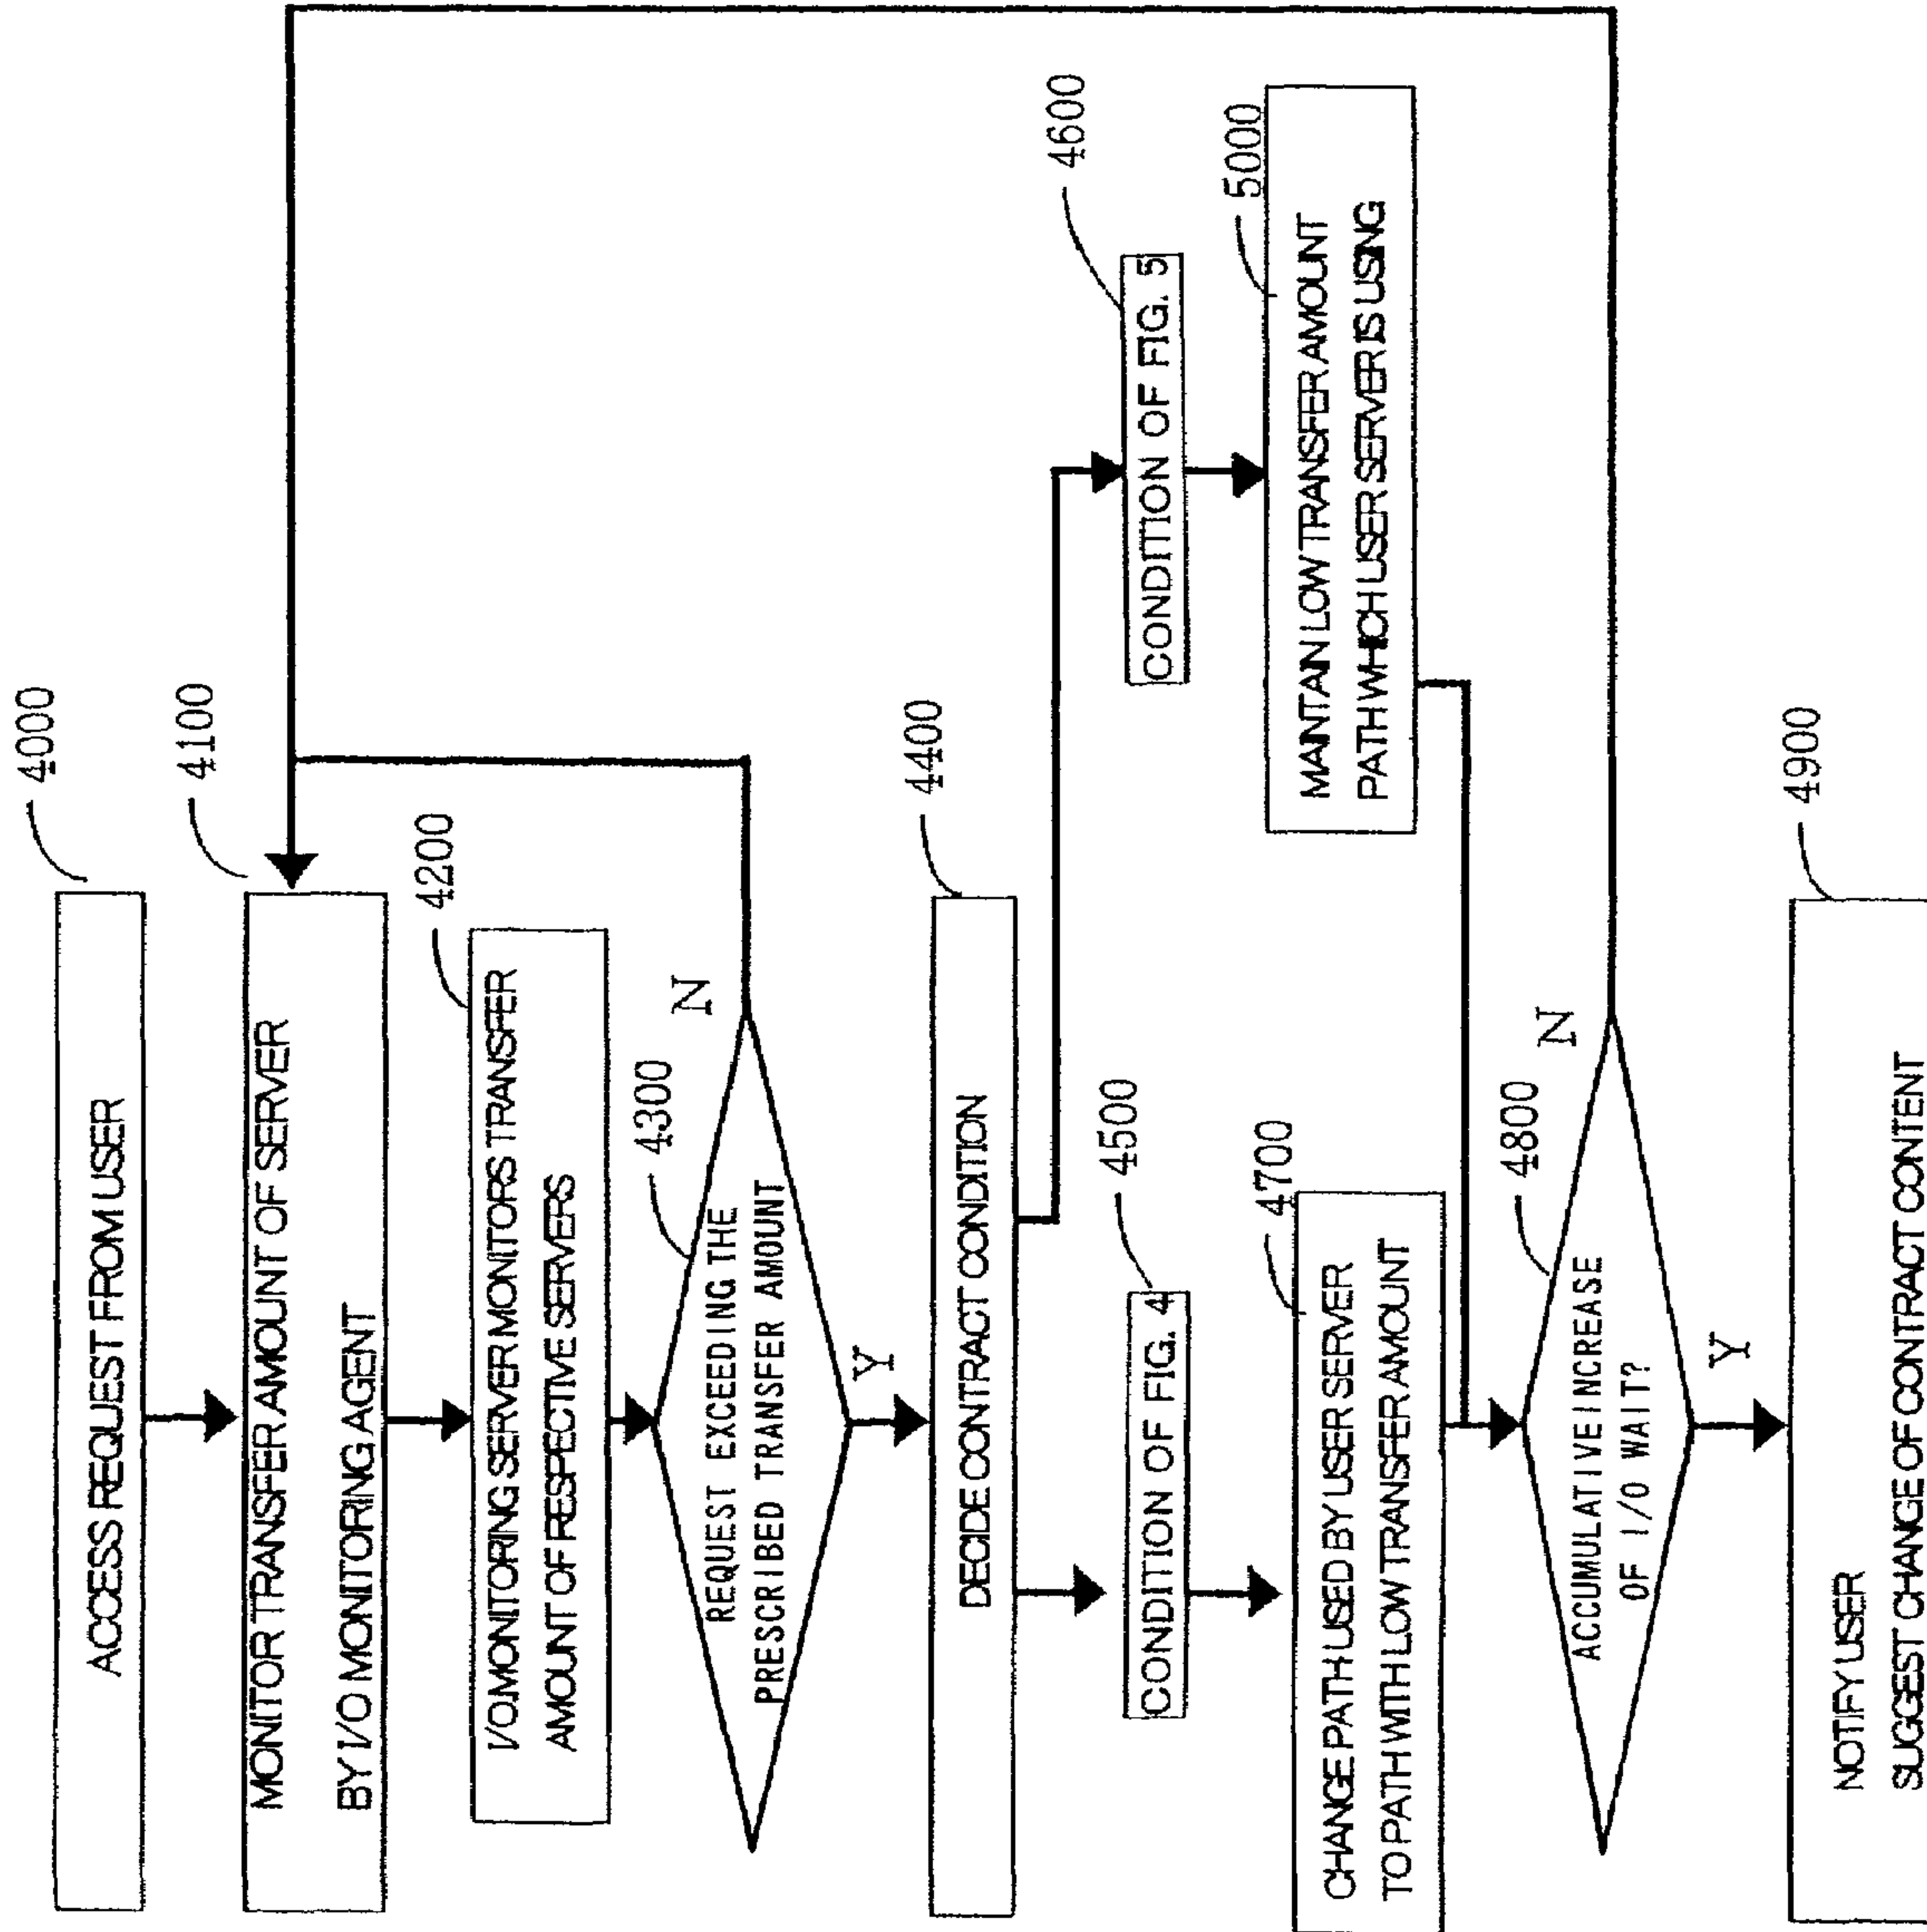 4000
ACCESS REQUEST FROM USER
4100
MONITOR TRANSFER AMOUNT OF SERVER
BY I/O MONITORING AGENT
4200
I/O MONITORING SERVER MONITORS TRANSFER
AMOUNT OF RESPECTIVE SERVERS
4300
REQUEST EXCEEDING THE
PRESCRIBED TRANSFER AMOUNT
N
Y
4400
DECIDE CONTRACT CONDITION
4500
CONDITION OF FIG. 4
4600
CONDITION OF FIG. 5
4700
CHANGE PATH USED BY USER SERVER
TO PATH WITH LOW TRANSFER AMOUNT
5000
MAINTAIN LOW TRANSFER AMOUNT
PATH WHICH USER SERVER IS USING
4800
ACCUMULATIVE INCREASE
OF I/O WAIT?
N
Y
4900
NOTIFY USER
SUGGEST CHANGE OF CONTRACT CONTENT